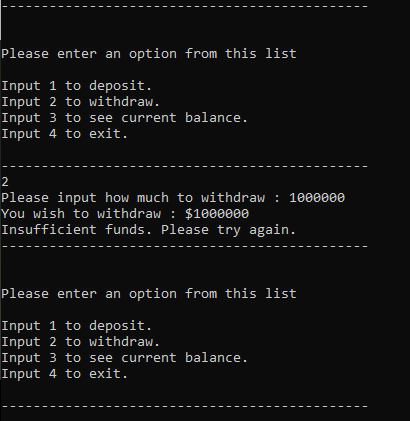 ----------------------------------------------
Please enter an option from this list
Input 1 to deposit.
Input 2 to withdraw.
Input 3 to see current balance.
Input 4 to exit.
----------------------------------------------
2
Please input how much to withdraw : 1000000
You wish to withdraw : $1000000
Insufficient funds. Please try again.
----------------------------------------------
Please enter an option from this list
Input 1 to deposit.
Input 2 to withdraw.
Input 3 to see current balance.
Input 4 to exit.
----------------------------------------------